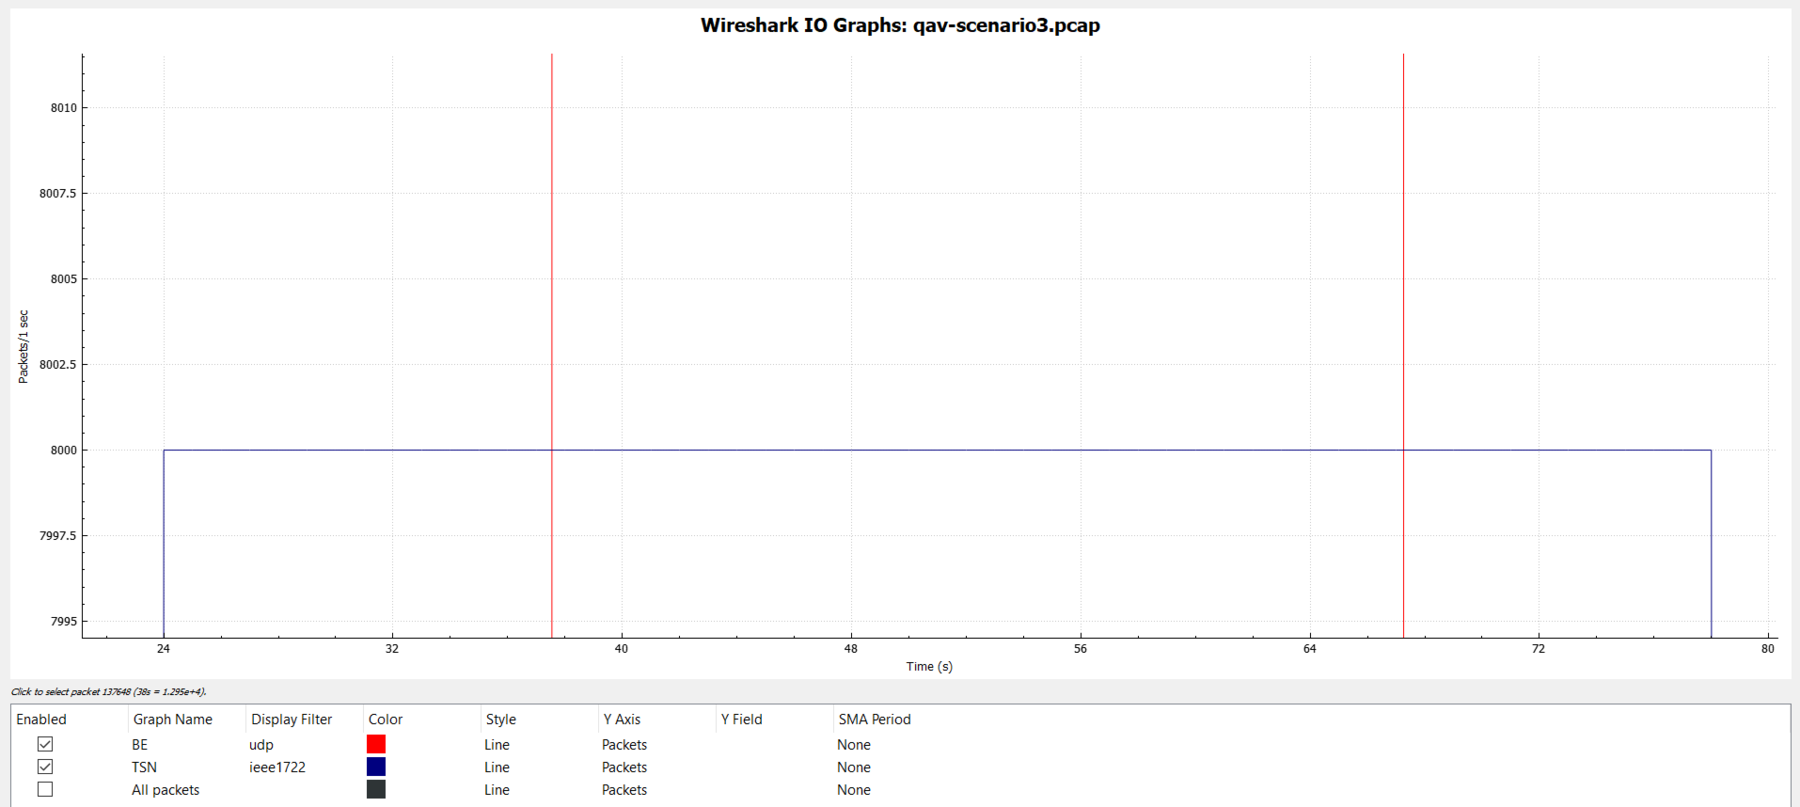 Wireshark IO Graphs: qav-scenario3.pcap
8010
8007.5
8005
8002.5
8000
7997.5
7995
Packets/1 sec
24 32 40 48 56 64 72 80
Time (s)
Click to select packet 137648 (38s = 1.295e+4).
Enabled Graph Name Display Filter Color Style Y Axis Y Field SMA Period
BE udp Line Packets None
TSN ieee1722 Line Packets None
All packets Line Packets None